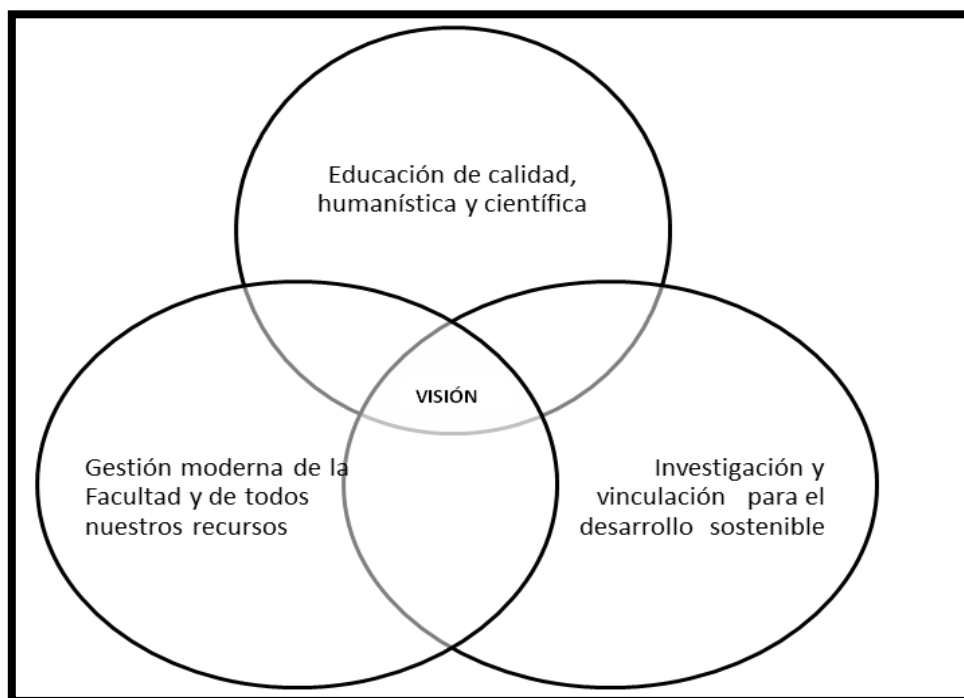 Educación de calidad,
humanística y científica
VISIÓN
Gestión moderna de la
Facultad y de todos
nuestros recursos
Investigación y
vinculación para el
desarrollo sostenible